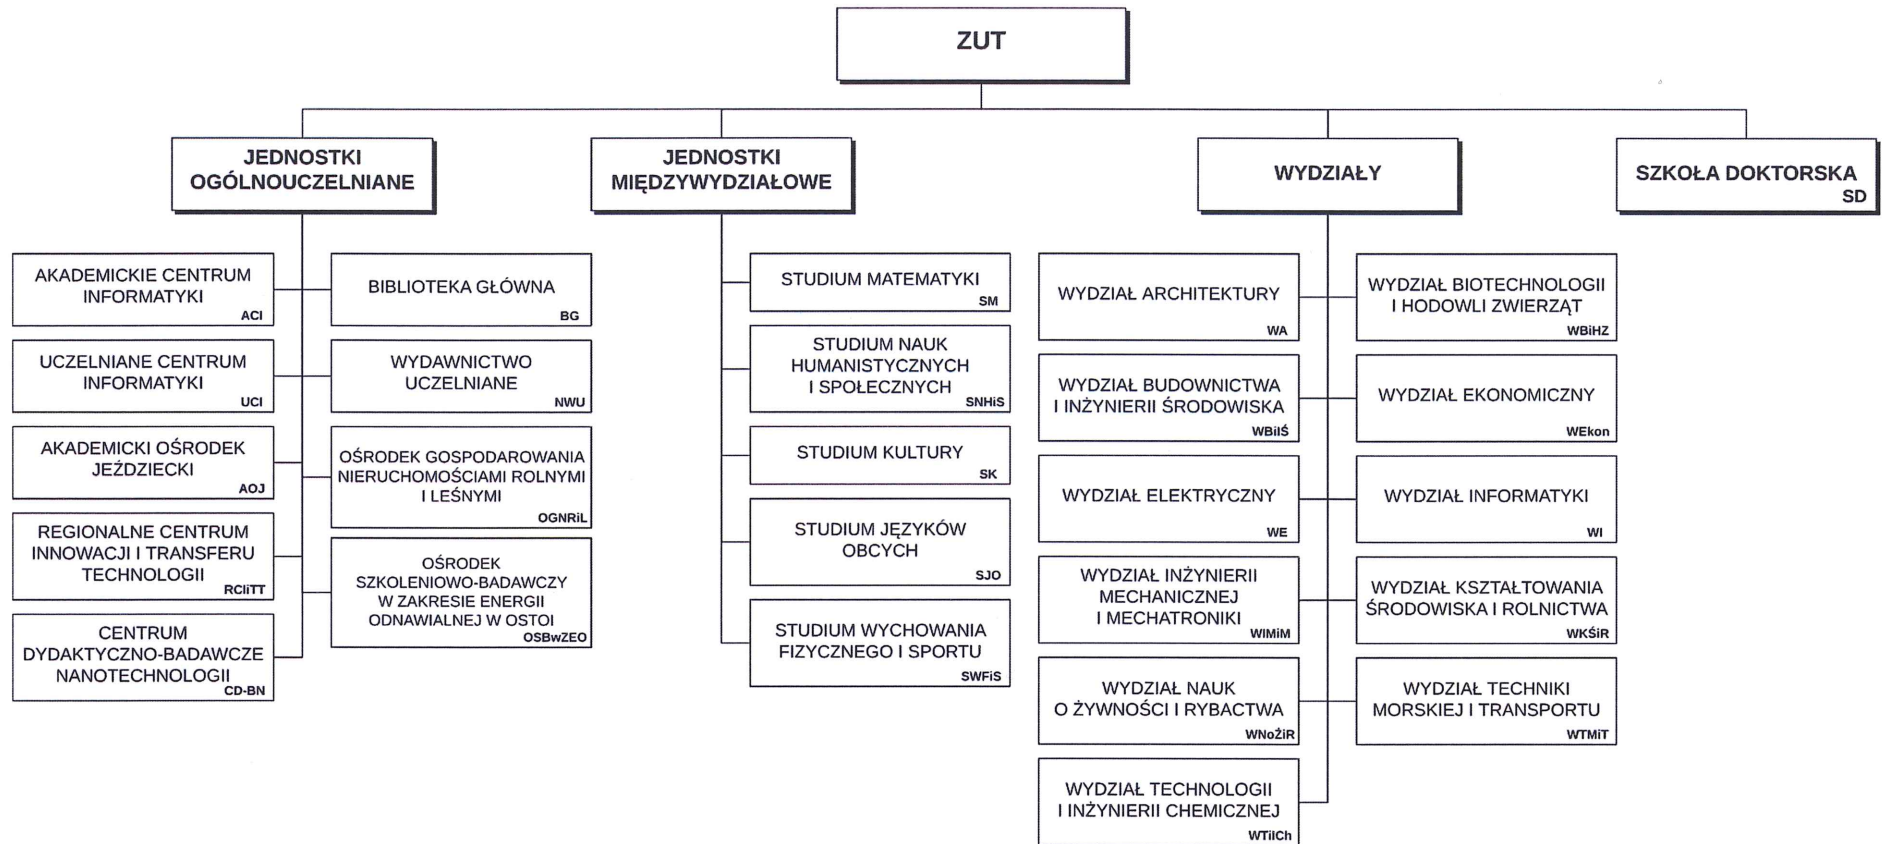 ZUT
JEDNOSTKI
OGÓLNOUCZELNIANE
JEDNOSTKI
MIĘDZYWYDZIAŁOWE
WYDZIAŁY
SZKOŁA DOKTORSKA
SD
AKADEMICKIE CENTRUM
INFORMATYKI
ACI
UCZELNIANE CENTRUM
INFORMATYKI
UCI
AKADEMICKI OŚRODEK
JEŹDZIECKI
AOJ
REGIONALNE CENTRUM
INNOWACJI I TRANSFERU
TECHNOLOGII
RCIiTT
CENTRUM
DYDAKTYCZNO-BADAWCZE
NANOTECHNOLOGII
CD-BN
BIBLIOTEKA GŁÓWNA
BG
WYDAWNICTWO
UCZELNIANE
NWU
OŚRODEK GOSPODAROWANIA
NIERUCHOMOŚCIAMI ROLNYMI
I LEŚNYMI
OGNRiL
OŚRODEK
SZKOLENIOWO-BADAWCZY
W ZAKRESIE ENERGII
ODNAWIALNEJ W OSTOI
OSBwZEO
STUDIUM MATEMATYKI
SM
STUDIUM NAUK
HUMANISTYCZNYCH
I SPOŁECZNYCH
SNHiS
STUDIUM KULTURY
SK
STUDIUM JĘZYKÓW
OBCYCH
SJO
STUDIUM WYCHOWANIA
FIZYCZNEGO I SPORTU
SWFiS
WYDZIAŁ ARCHITEKTURY
WA
WYDZIAŁ BUDOWNICTWA
I INŻYNIERII ŚRODOWISKA
WBiIŚ
WYDZIAŁ ELEKTRYCZNY
WE
WYDZIAŁ INŻYNIERII
MECHANICZNEJ
I MECHATRONIKI
WIMiM
WYDZIAŁ NAUK
O ŻYWNOŚCI I RYBACTWA
WNoŻiR
WYDZIAŁ TECHNOLOGII
I INŻYNIERII CHEMICZNEJ
WTiICh
WYDZIAŁ BIOTECHNOLOGII
I HODOWLI ZWIERZĄT
WBiHZ
WYDZIAŁ EKONOMICZNY
WEkon
WYDZIAŁ INFORMATYKI
WI
WYDZIAŁ KSZTAŁTOWANIA
ŚRODOWISKA I ROLNICTWA
WKŚiR
WYDZIAŁ TECHNIKI
MORSKIEJ I TRANSPORTU
WTMiT